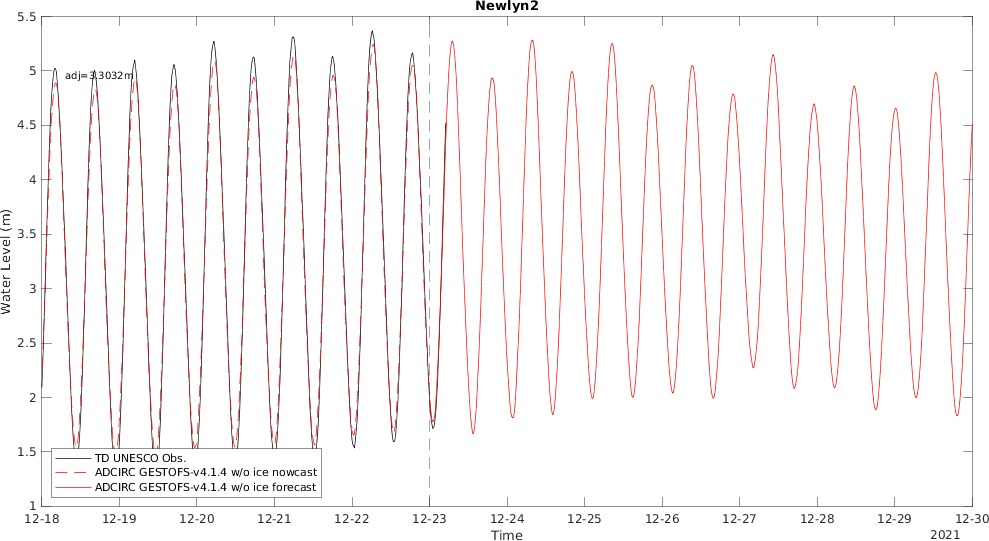 Newlyn2
5.5
5
4.5
4
3.5
3
2.5
2
1.5
1
Water Level (m)
adj=3.3032m
TD UNESCO Obs.
ADCIRC GESTOFS-v4.1.4 w/o ice nowcast
ADCIRC GESTOFS-v4.1.4 w/o ice forecast
12-18 12-19 12-20 12-21 12-22 12-23 12-24 12-25 12-26 12-27 12-28 12-29 12-30
Time
2021